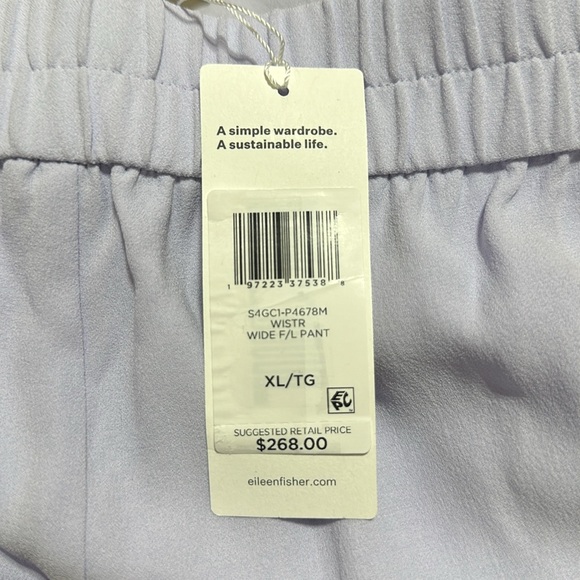 A simple wardrobe.
A sustainable life.
1 97223 37538 8
S4GC1-P4678M
WISTR
WIDE F/L PANT
XL/TG
EPC
SUGGESTED RETAIL PRICE
$268.00
eileenfisher.com